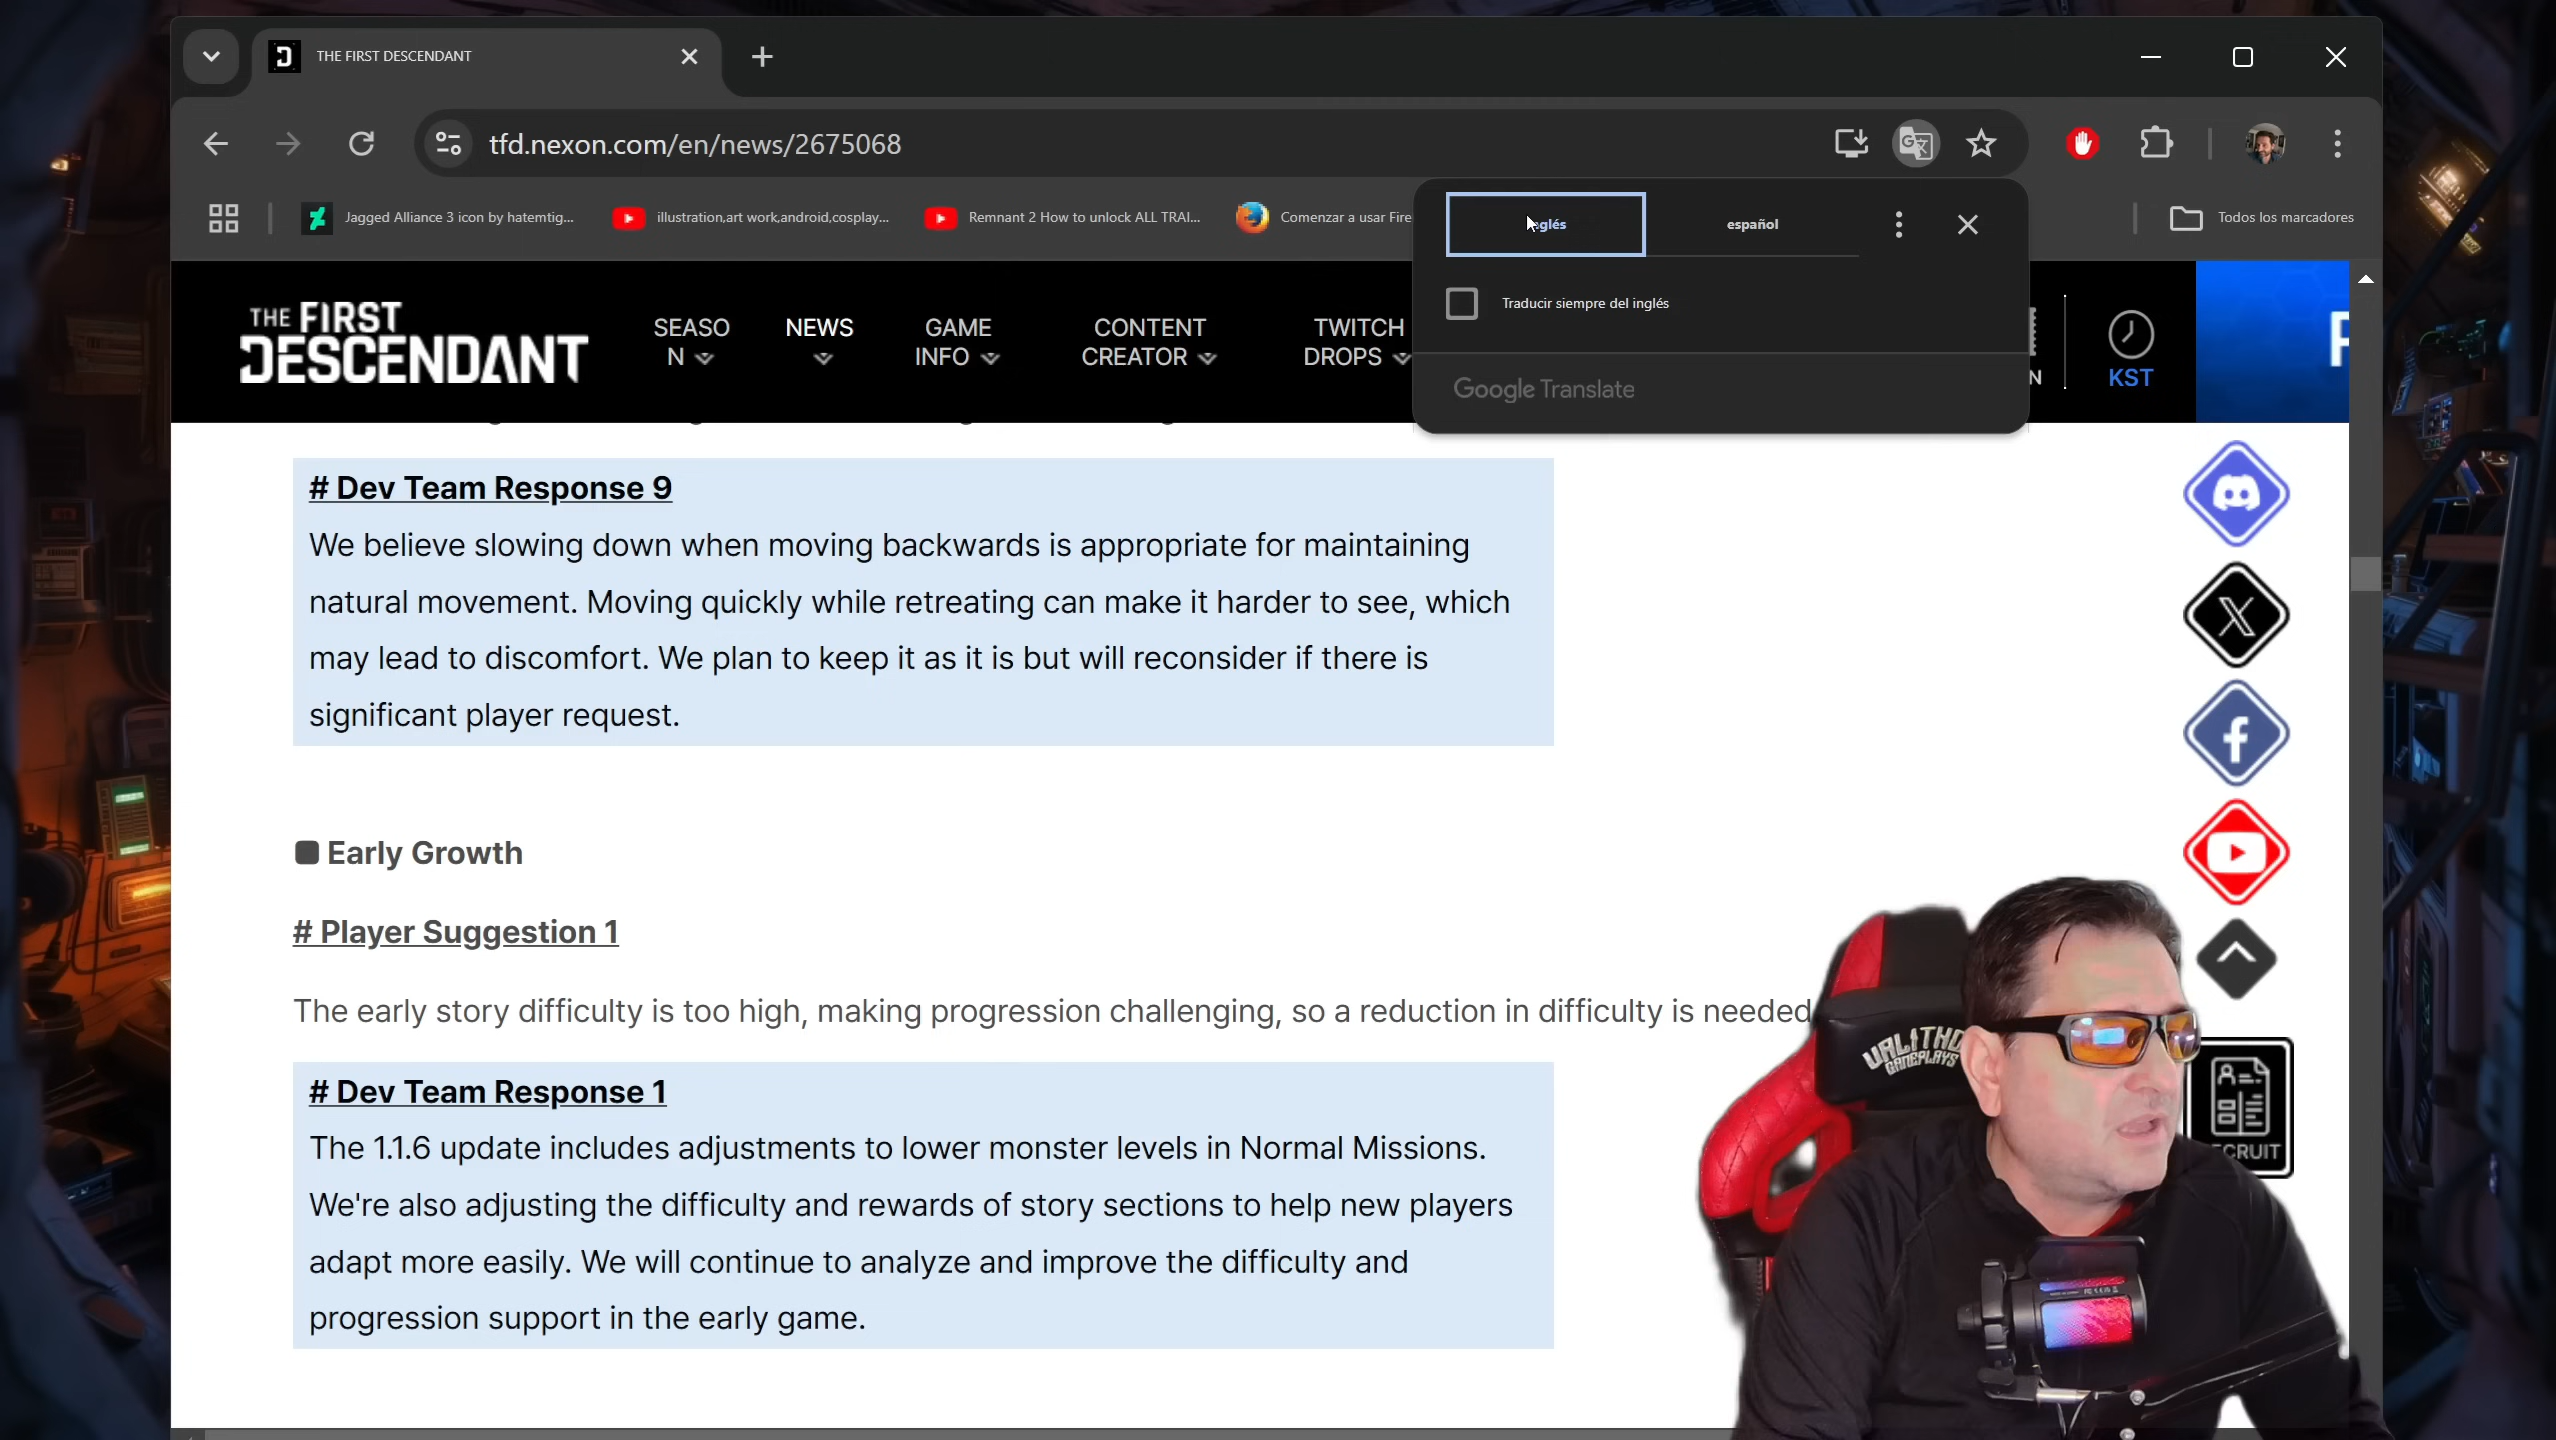 THE FIRST DESCENDANT
tfd.nexon.com/en/news/2675068
Jagged Alliance 3 icon by hatemtig...
illustration,art work,android,cosplay...
Remnant 2 How to unlock ALL TRAI...
Comenzar a usar Fire
Todos los marcadores
español
Traducir siempre del inglés
Google Translate
THE FIRST
DESCENDANT
SEASO
N
NEWS
GAME
INFO
CONTENT
CREATOR
TWITCH
DROPS
N
KST
# Dev Team Response 9
We believe slowing down when moving backwards is appropriate for maintaining
natural movement. Moving quickly while retreating can make it harder to see, which
may lead to discomfort. We plan to keep it as it is but will reconsider if there is
significant player request.
■ Early Growth
# Player Suggestion 1
The early story difficulty is too high, making progression challenging, so a reduction in difficulty is needed
# Dev Team Response 1
The 1.1.6 update includes adjustments to lower monster levels in Normal Missions.
We're also adjusting the difficulty and rewards of story sections to help new players
adapt more easily. We will continue to analyze and improve the difficulty and
progression support in the early game.
GAMEPLAYS
CRUIT